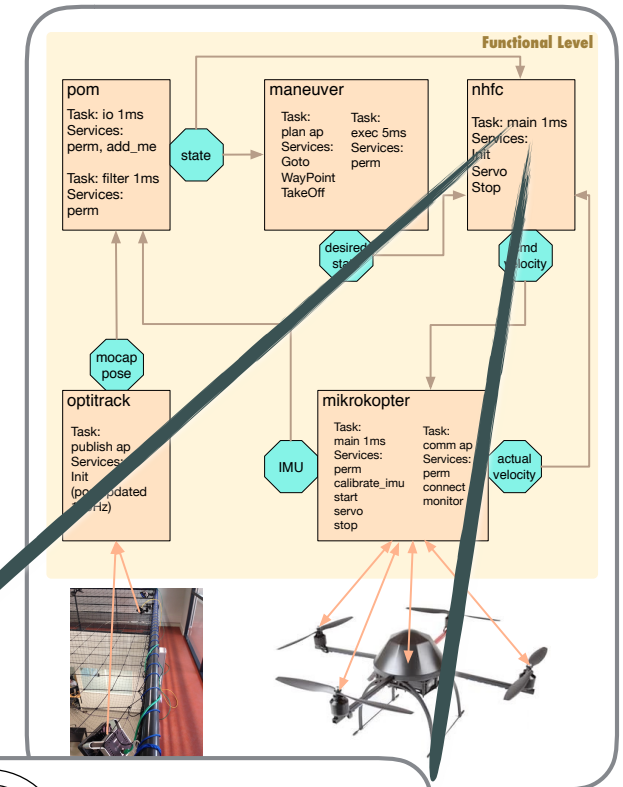 Functional Level
pom
Task: io 1ms
Services:
perm, add_me
Task: filter 1ms
Services:
perm
state
maneuver
Task:
plan ap
Services:
Goto
WayPoint
TakeOff
Task:
exec 5ms
Services:
perm
nhfc
Task: main 1ms
Services:
Init
Servo
Stop
desired
velocity
mocap
pose
optitrack
Task:
publish ap
Services:
Init
IMU
mikrokopter
Task:
main 1ms
Services:
perm
calibrate_imu
start
servo
stop
Task:
comm ap
Services:
perm
connect
monitor
actual
velocity